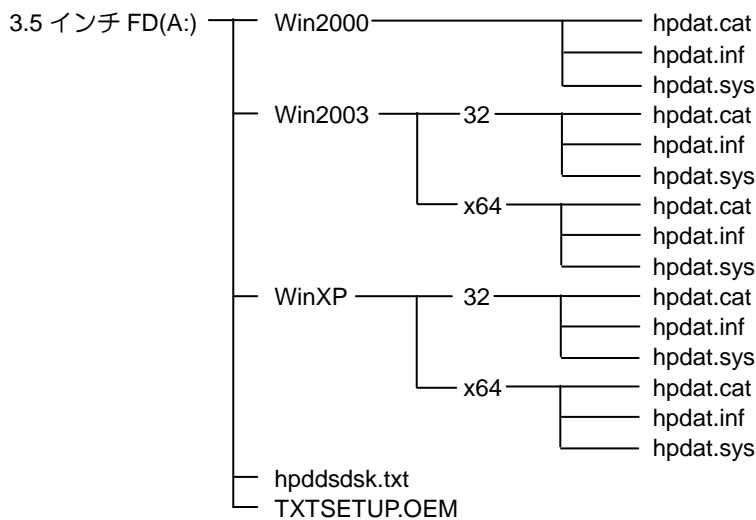 3.5 インチ FD(A:) Win2000 hpdat.cat
hpdat.inf
hpdat.sys
Win2003 32 hpdat.cat
hpdat.inf
hpdat.sys
x64 hpdat.cat
hpdat.inf
hpdat.sys
WinXP 32 hpdat.cat
hpdat.inf
hpdat.sys
x64 hpdat.cat
hpdat.inf
hpdat.sys
hpddsdsk.txt
TXTSETUP.OEM